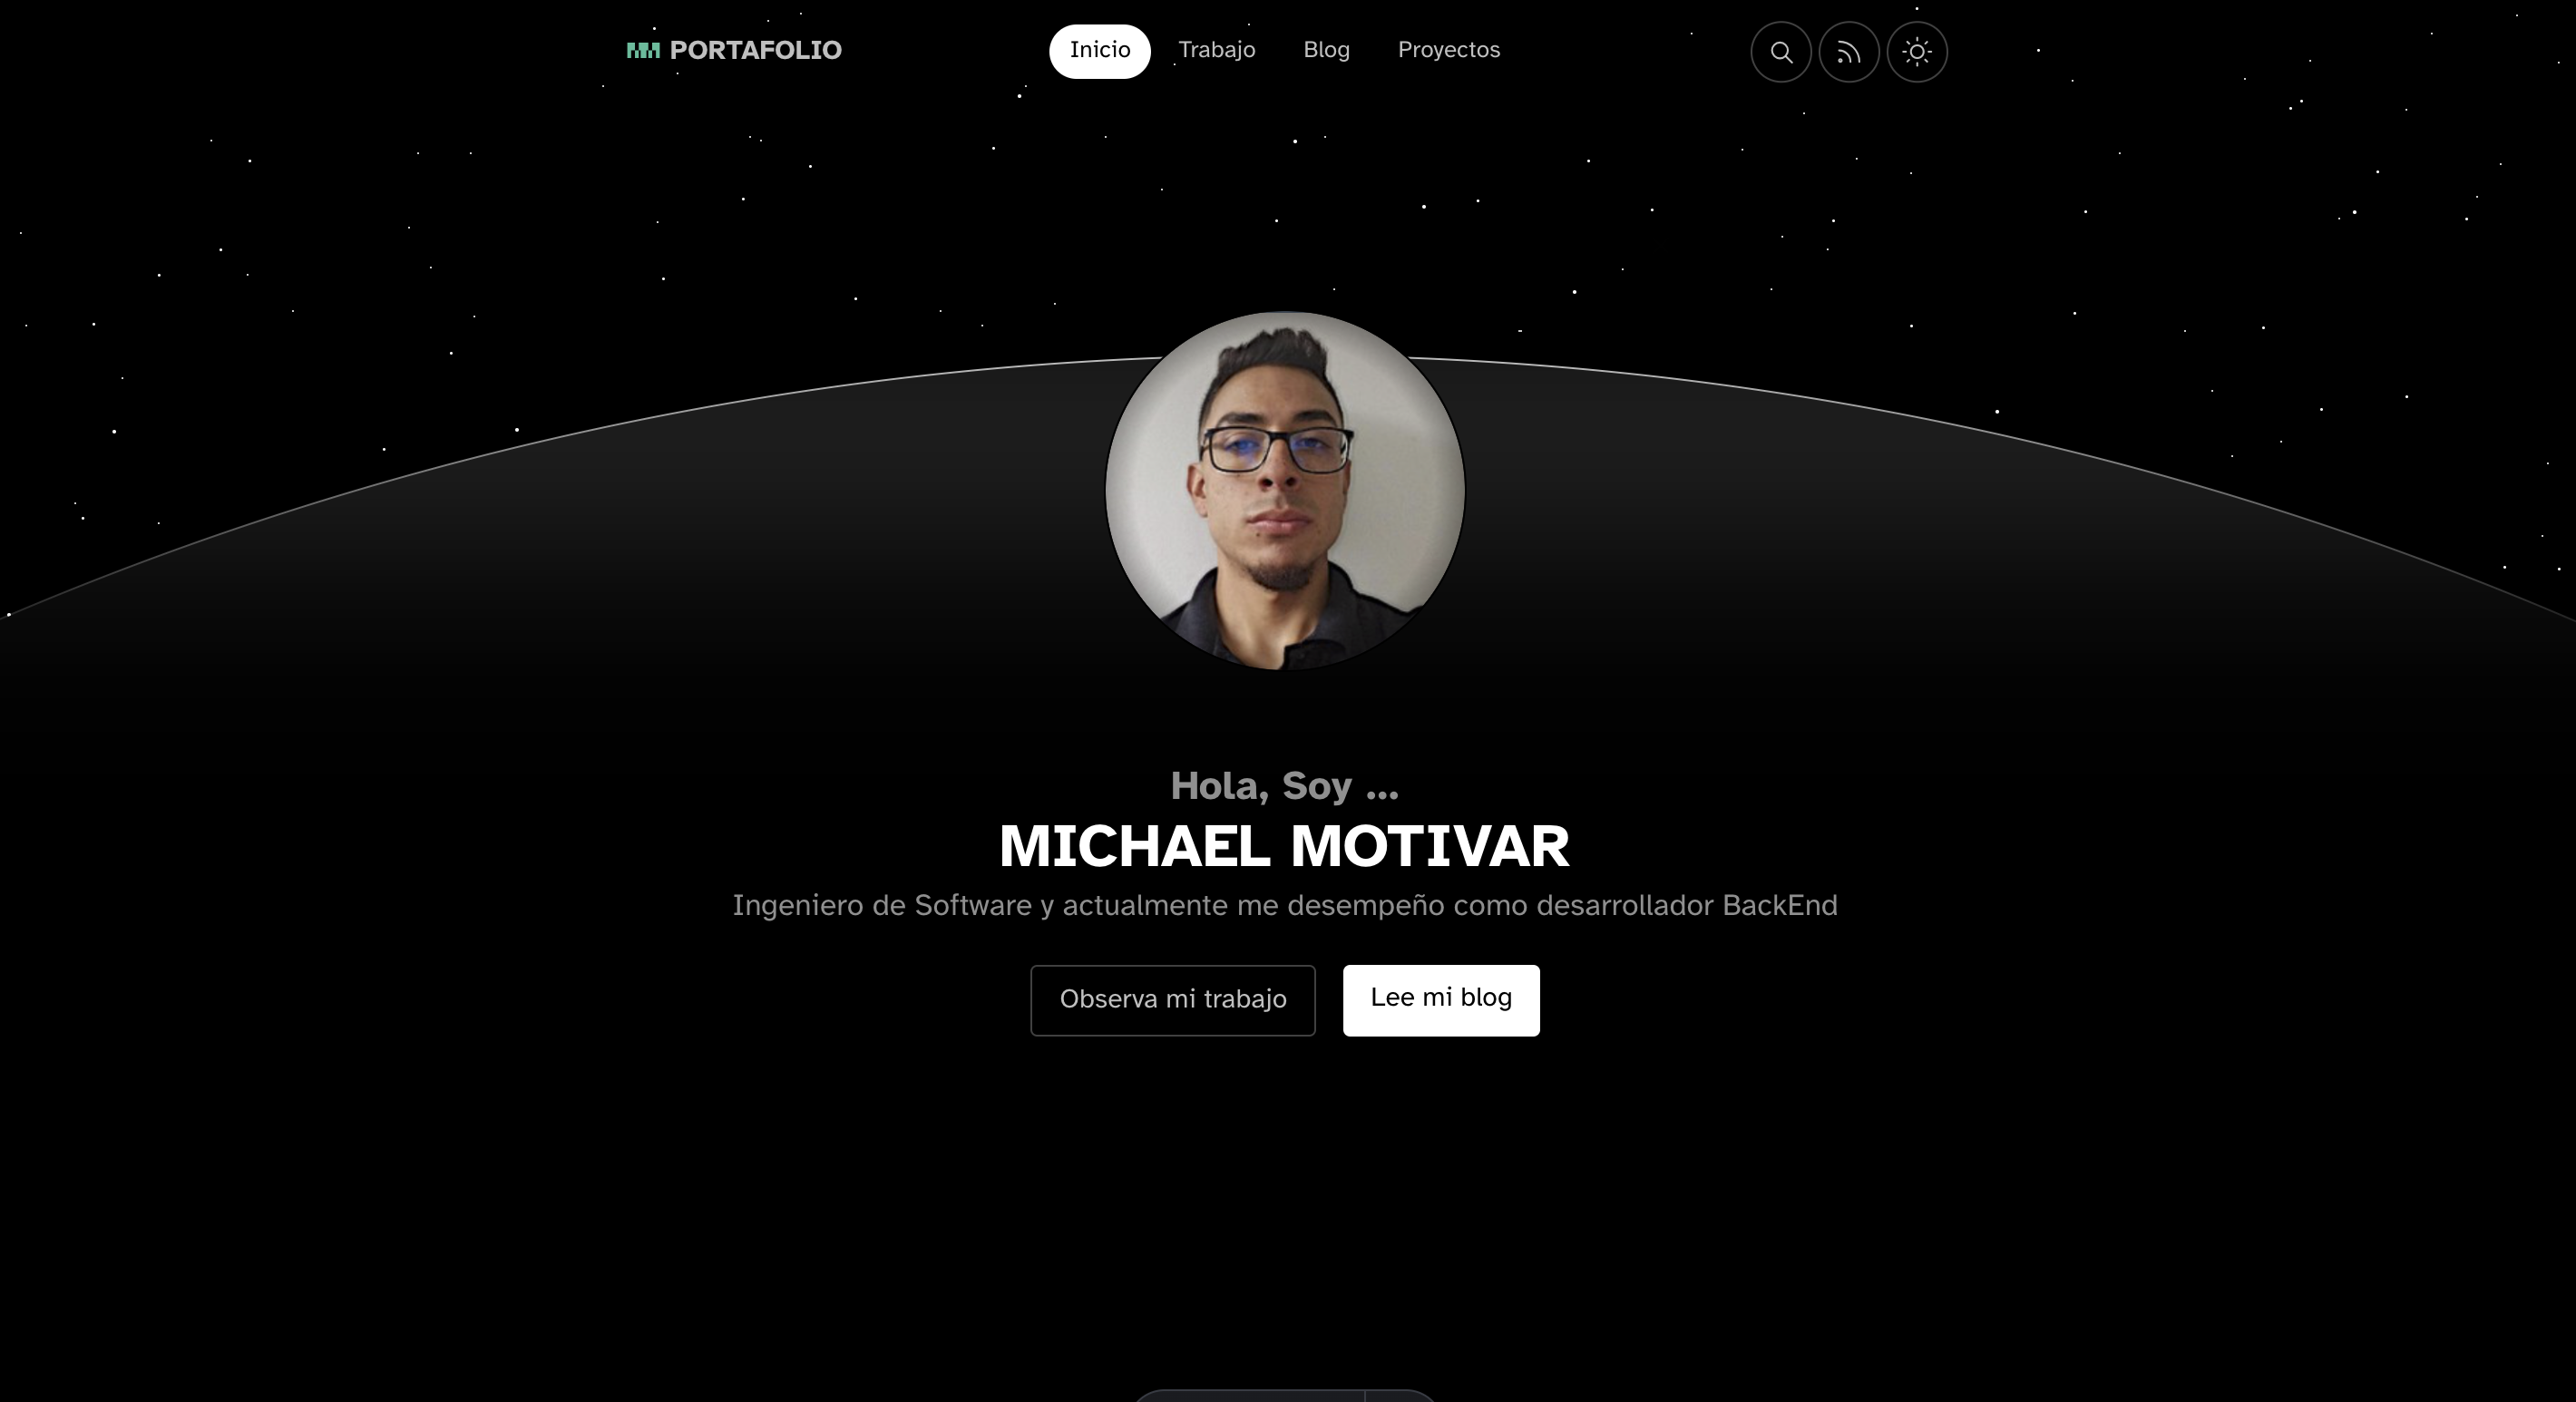 PORTAFOLIO
Inicio Trabajo Blog Proyectos
Hola, Soy ...
MICHAEL MOTIVAR
Ingeniero de Software y actualmente me desempeño como desarrollador BackEnd
Observa mi trabajo Lee mi blog